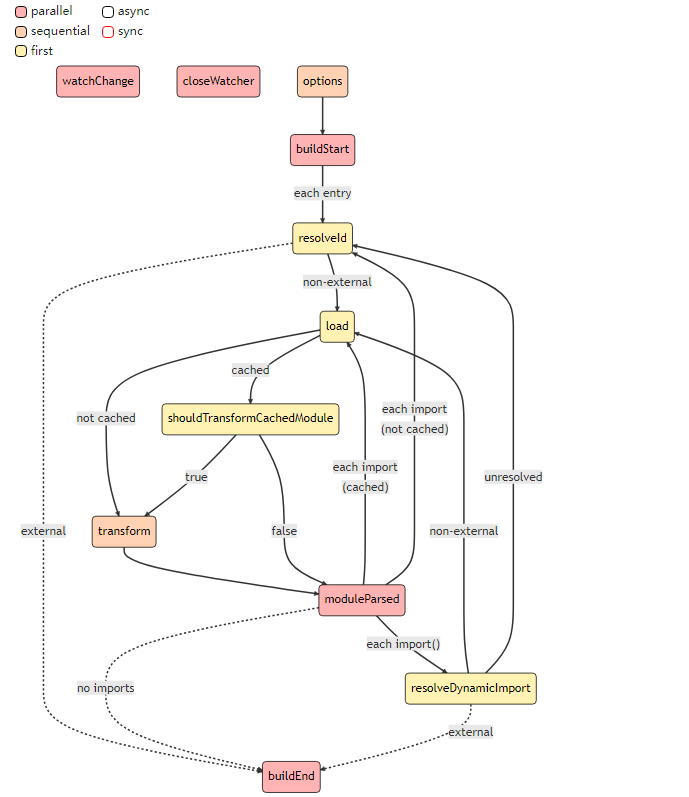 parallel
async
sequential
sync
first
watchChange
closeWatcher
options
buildStart
each entry
resolveId
non-external
load
cached
each import
(not cached)
not cached
shouldTransformCachedModule
each import
(cached)
true
unresolved
external
transform
false
non-external
moduleParsed
each import()
no imports
resolveDynamicImport
external
buildEnd